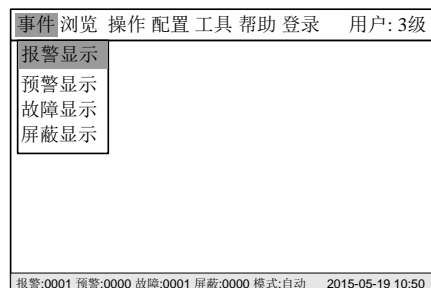 事件 浏览 操作 配置 工具 帮助 登录 用户: 3级
报警显示
预警显示
故障显示
屏蔽显示
报警:0001 预警:0000 故障:0001 屏蔽:0000 模式:自动 2015-05-19 10:50